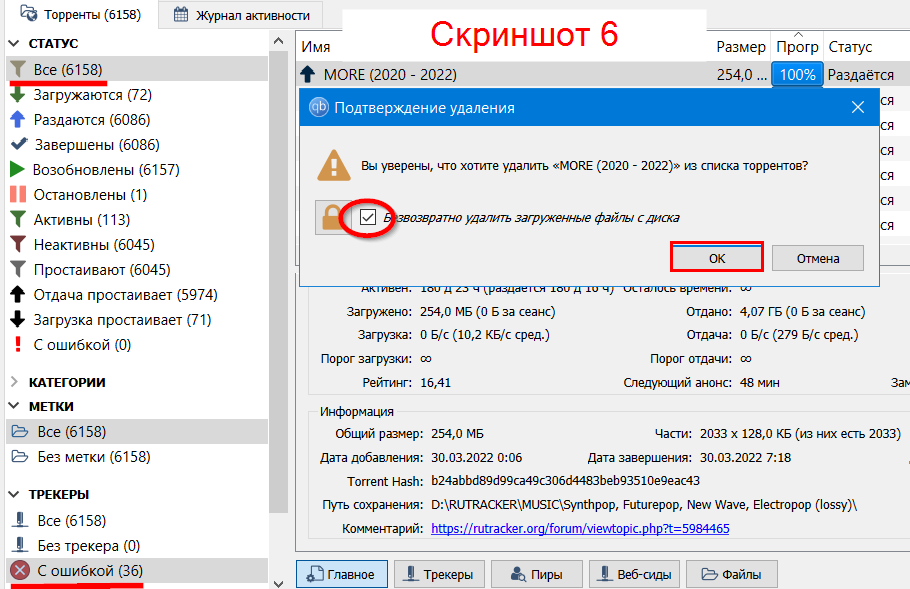 Торренты (6158)
Журнал активности
Скриншот 6
СТАТУС
Все (6158)
Загружаются (72)
Раздаются (6086)
Завершены (6086)
Возобновлены (6157)
Остановлены (1)
Активны (113)
Неактивны (6045)
Простаивают (6045)
Отдача простаивает (5974)
Загрузка простаивает (71)
С ошибкой (0)
КАТЕГОРИИ
МЕТКИ
Все (6158)
Без метки (6158)
ТРЕКЕРЫ
Все (6158)
Без трекера (0)
С ошибкой (36)
Имя Размер Прогр Статус
MORE (2020 - 2022) 254,0 ... 100% Раздаётся
qb Подтверждение удаления
Вы уверены, что хотите удалить «MORE (2020 - 2022)» из списка торрентов?
Безвозвратно удалить загруженные файлы с диска
OK Отмена
Активен: 180 д 23 ч (раздаётся 180 д 16 ч) Осталось времени: ∞
Загружено: 254,0 МБ (0 Б за сеанс) Отдано: 4,07 ГБ (0 Б за сеанс)
Загрузка: 0 Б/с (10,2 КБ/с сред.) Отдача: 0 Б/с (279 Б/с сред.)
Порог загрузки: ∞ Порог отдачи: ∞
Рейтинг: 16,41 Следующий анонс: 48 мин Зам
Информация
Общий размер: 254,0 МБ Части: 2033 x 128,0 КБ (из них есть 2033)
Дата добавления: 30.03.2022 0:06 Дата завершения: 30.03.2022 7:18
Torrent Hash: b24abbd89d99ca49c306d4483beb93510e9eac43
Путь сохранения: D:\RUTRACKER\MUSIC\Synthpop, Futurepop, New Wave, Electropop (lossy)\
Комментарий: https://rutracker.org/forum/viewtopic.php?t=5984465
Главное Трекеры Пиры Веб-сиды Файлы